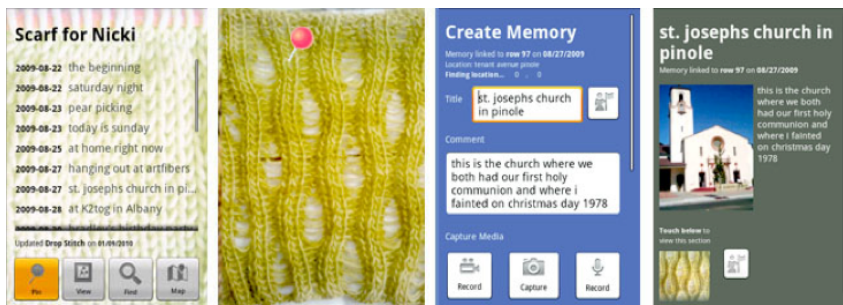 Scarf for Nicki
2009-08-22 the beginning
2009-08-22 saturday night
2009-08-23 pear picking
2009-08-23 today is sunday
2009-08-25 at home right now
2009-08-27 hanging out at artfibers
2009-08-27 st. josephs church in pi...
2009-08-28 at K2tog in Albany
Updated Drop Stitch on 01/09/2010
Pin
View
Find
Map
Create Memory
Memory linked to row 97 on 08/27/2009
Location: tenant avenue pinole
Finding location... 0 . 0
Title
st. josephs church
in pinole
Comment
this is the church where we
both had our first holy
communion and where i
fainted on christmas day 1978
Capture Media
Record
Capture
Record
st. josephs church in
pinole
Memory linked to row 97 on 08/27/2009
this is the church
where we both
had our first holy
communion and
where i fainted
on christmas day
1978
Touch below to
view this section